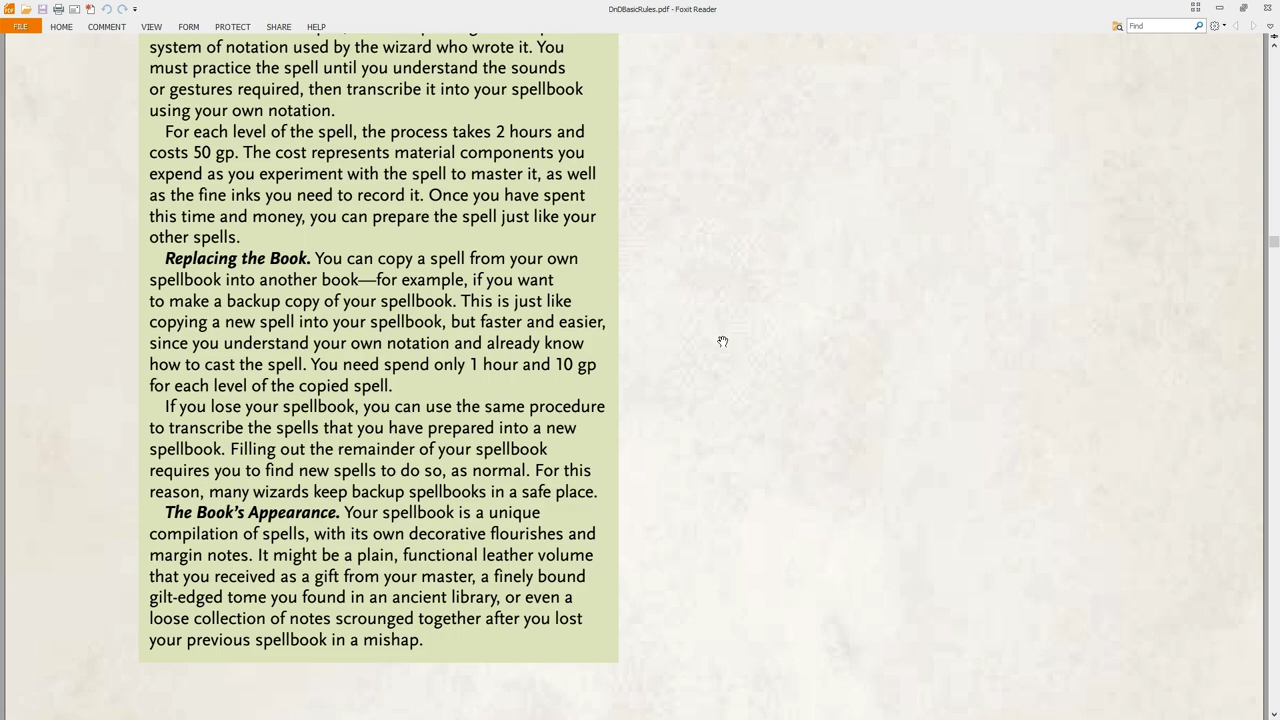 DnDBasicRules.pdf - Foxit Reader
FILE HOME COMMENT VIEW FORM PROTECT SHARE HELP
Find
system of notation used by the wizard who wrote it. You
must practice the spell until you understand the sounds
or gestures required, then transcribe it into your spellbook
using your own notation.
For each level of the spell, the process takes 2 hours and
costs 50 gp. The cost represents material components you
expend as you experiment with the spell to master it, as well
as the fine inks you need to record it. Once you have spent
this time and money, you can prepare the spell just like your
other spells.
Replacing the Book. You can copy a spell from your own
spellbook into another book—for example, if you want
to make a backup copy of your spellbook. This is just like
copying a new spell into your spellbook, but faster and easier,
since you understand your own notation and already know
how to cast the spell. You need spend only 1 hour and 10 gp
for each level of the copied spell.
If you lose your spellbook, you can use the same procedure
to transcribe the spells that you have prepared into a new
spellbook. Filling out the remainder of your spellbook
requires you to find new spells to do so, as normal. For this
reason, many wizards keep backup spellbooks in a safe place.
The Book's Appearance. Your spellbook is a unique
compilation of spells, with its own decorative flourishes and
margin notes. It might be a plain, functional leather volume
that you received as a gift from your master, a finely bound
gilt-edged tome you found in an ancient library, or even a
loose collection of notes scrounged together after you lost
your previous spellbook in a mishap.